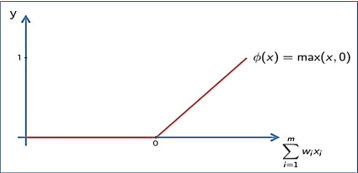 y
1
ϕ(x) = max(x, 0)
0
m
∑ wᵢxᵢ
i=1